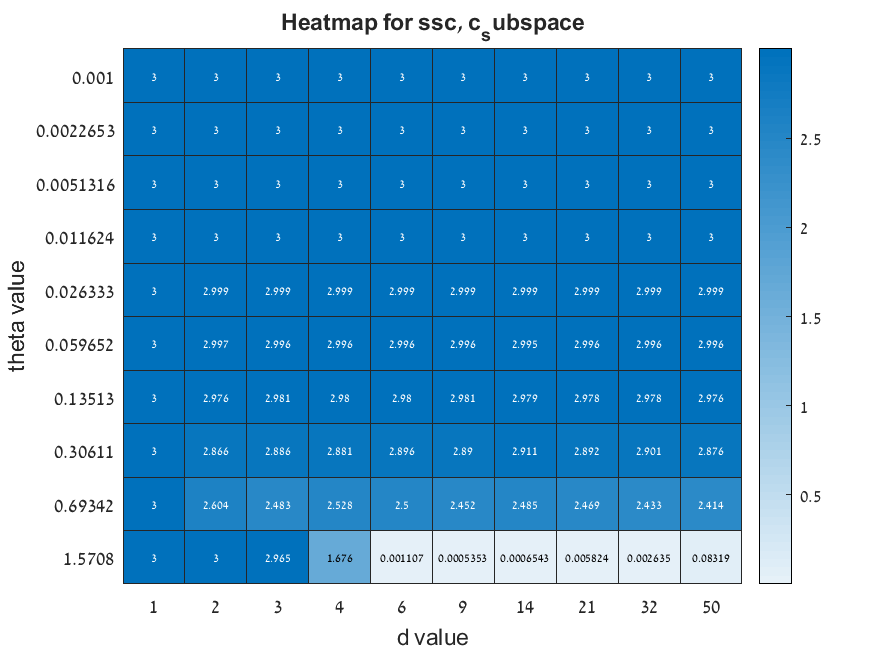 Heatmap for ssc, c_subspace
0.001 3 3 3 3 3 3 3 3 3 3
0.0022653 3 3 3 3 3 3 3 3 3 3
0.0051316 3 3 3 3 3 3 3 3 3 3
0.011624 3 3 3 3 3 3 3 3 3 3
0.026333 3 2.999 2.999 2.999 2.999 2.999 2.999 2.999 2.999 2.999
0.059652 3 2.997 2.996 2.996 2.996 2.996 2.995 2.996 2.996 2.996
0.13513 3 2.976 2.981 2.98 2.98 2.981 2.979 2.978 2.978 2.976
0.30611 3 2.866 2.886 2.881 2.896 2.89 2.911 2.892 2.901 2.876
0.69342 3 2.604 2.483 2.528 2.5 2.452 2.485 2.469 2.433 2.414
1.5708 3 3 2.965 1.676 0.001107 0.0005353 0.0006543 0.005824 0.002635 0.08319
1 2 3 4 6 9 14 21 32 50
d value
theta value
2.5
2
1.5
1
0.5